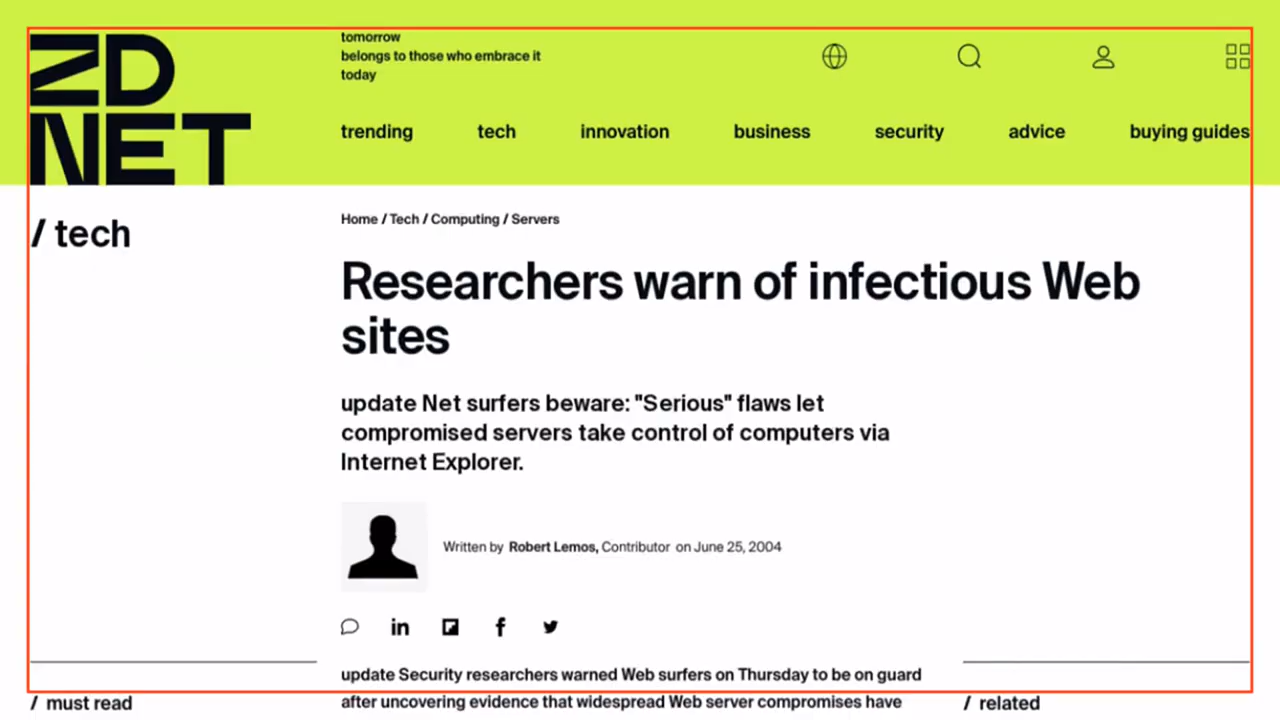 ZD
NET
tomorrow
belongs to those who embrace it
today
trending tech innovation business security advice buying guides
/ tech
Home / Tech / Computing / Servers
Researchers warn of infectious Web
sites
update Net surfers beware: "Serious" flaws let
compromised servers take control of computers via
Internet Explorer.
Written by Robert Lemos, Contributor on June 25, 2004
in f
update Security researchers warned Web surfers on Thursday to be on guard
after uncovering evidence that widespread Web server compromises have
/ must read
/ related